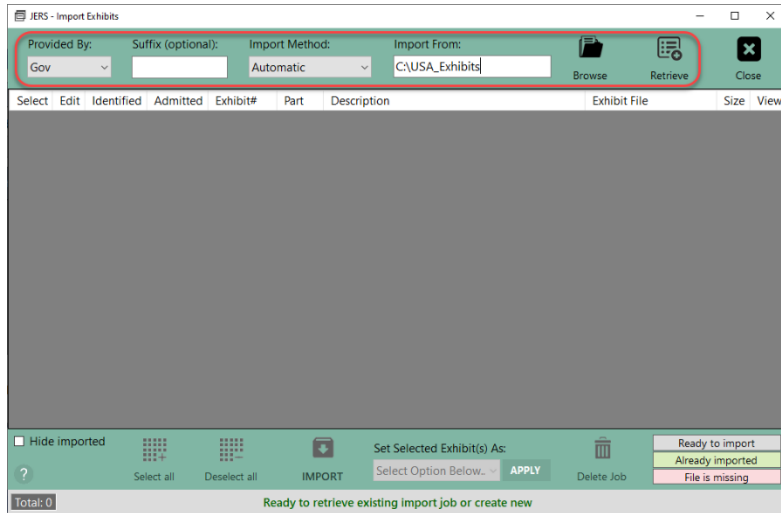 JERS - Import Exhibits
Provided By: Suffix (optional): Import Method: Import From:
Gov Automatic C:\USA_Exhibits
Browse Retrieve Close
Select Edit Identified Admitted Exhibit# Part Description Exhibit File Size View
Hide imported
Set Selected Exhibit(s) As:
Select Option Below.. APPLY
? Select all Deselect all IMPORT Delete Job
Ready to import
Already imported
File is missing
Total: 0 Ready to retrieve existing import job or create new